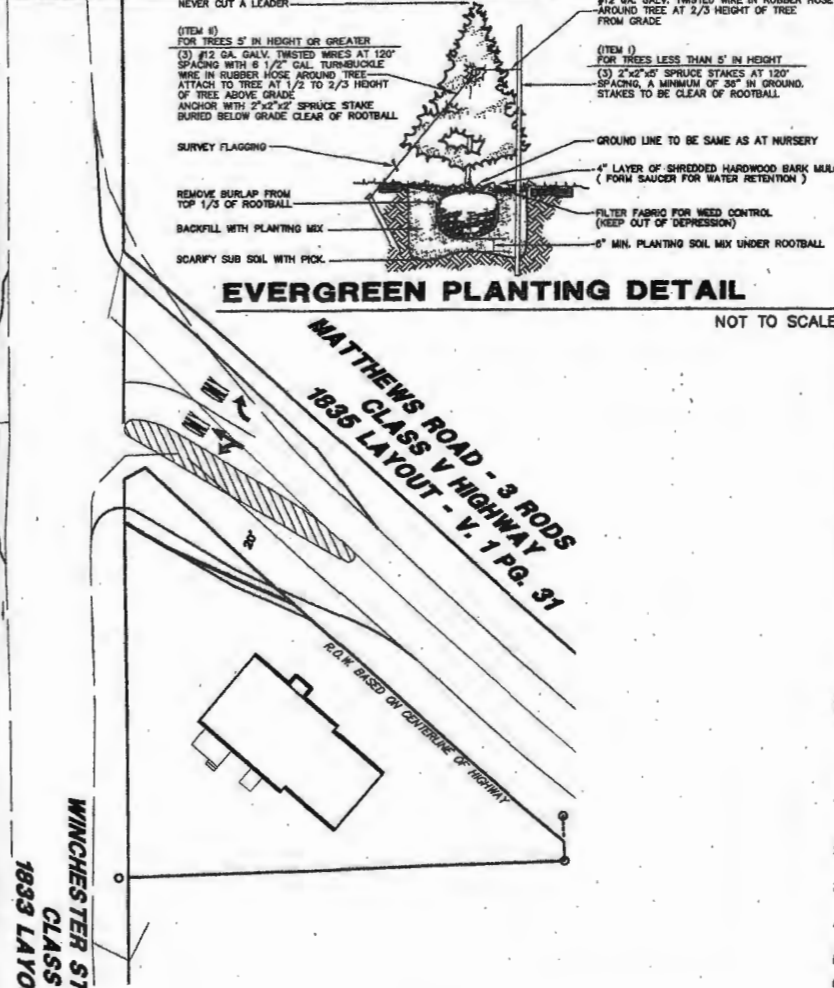 NEVER CUT A LEADER
(ITEM II)
FOR TREES 5' IN HEIGHT OR GREATER
(3) #12 GA. GALV. TWISTED WIRES AT 120°
SPACING WITH 6 1/2" GAL. TURNBUCKLE
WIRE IN RUBBER HOSE AROUND TREE
ATTACH TO TREE AT 1/2 TO 2/3 HEIGHT
OF TREE ABOVE GRADE
ANCHOR WITH 2"x2"x2' SPRUCE STAKE
BURIED BELOW GRADE CLEAR OF ROOTBALL
SURVEY FLAGGING
REMOVE BURLAP FROM
TOP 1/3 OF ROOTBALL
BACKFILL WITH PLANTING MIX
SCARIFY SUB SOIL WITH PICK.
#12 GA. GALV. TWISTED WIRE IN RUBBER HOSE
AROUND TREE AT 2/3 HEIGHT OF TREE
FROM GRADE
(ITEM I)
FOR TREES LESS THAN 5' IN HEIGHT
(3) 2"x2"x5' SPRUCE STAKES AT 120°
SPACING, A MINIMUM OF 36" IN GROUND.
STAKES TO BE CLEAR OF ROOTBALL
GROUND LINE TO BE SAME AS AT NURSERY
4" LAYER OF SHREDDED HARDWOOD BARK MUL
( FORM SAUCER FOR WATER RETENTION )
FILTER FABRIC FOR WEED CONTROL
(KEEP OUT OF DEPRESSION)
6" MIN. PLANTING SOIL MIX UNDER ROOTBALL
EVERGREEN PLANTING DETAIL
NOT TO SCALE
MATTHEWS ROAD - 3 RODS
CLASS V HIGHWAY
1835 LAYOUT - V. 1 PG. 31
20'
R.O.W. BASED ON CENTERLINE OF HIGHWAY
WINCHESTER ST
CLASS
1833 LAYO